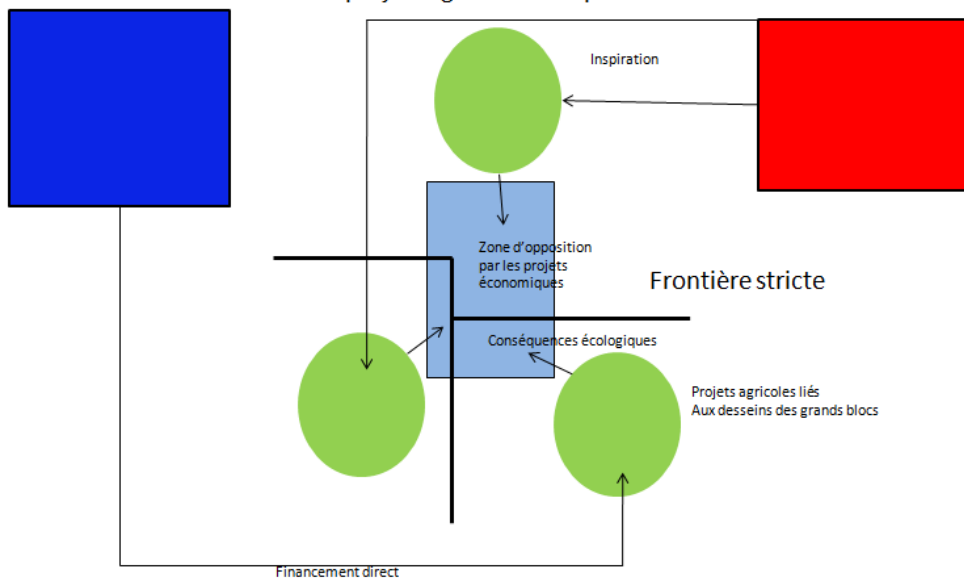 Inspiration
Zone d'opposition
par les projets
économiques
Frontière stricte
Conséquences écologiques
Projets agricoles liés
Aux desseins des grands blocs
Financement direct